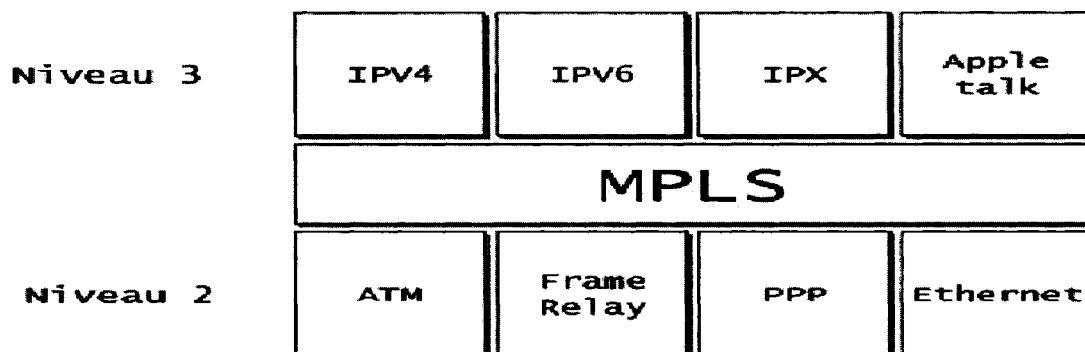 Niveau 3
IPV4
IPV6
IPX
Apple
talk
MPLS
Niveau 2
ATM
Frame
Relay
PPP
Ethernet